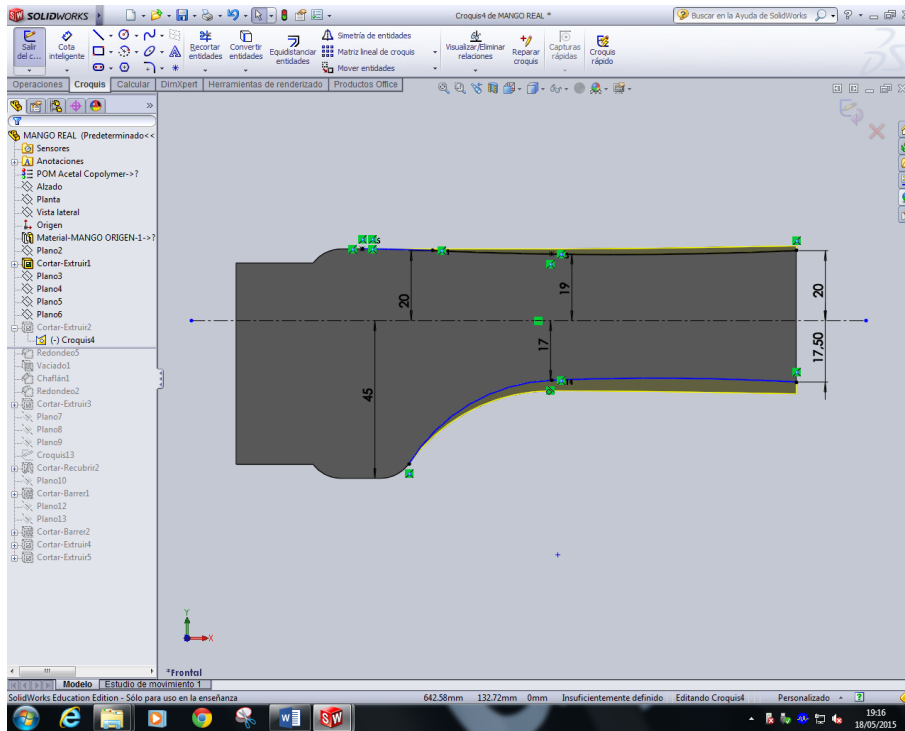 SOLIDWORKS
Croquis4 de MANGO REAL *
Buscar en la Ayuda de SolidWorks
Salir del c...
Cota inteligente
Recortar entidades
Convertir entidades
Equidistanciar entidades
Simetría de entidades
Matriz lineal de croquis
Mover entidades
Visualizar/Eliminar relaciones
Reparar croquis
Capturas rápidas
Croquis rápido
Operaciones
Croquis
Calcular
DimXpert
Herramientas de renderizado
Productos Office
MANGO REAL (Predeterminado<<
Sensores
Anotaciones
POM Acetal Copolymer->?
Alzado
Planta
Vista lateral
Origen
Material-MANGO ORIGEN-1->?
Plano2
Cortar-Extruir1
Plano3
Plano4
Plano5
Plano6
Cortar-Extruir2
(-) Croquis4
Redondeo5
Vaciado1
Chaflán1
Redondeo2
Cortar-Extruir3
Plano7
Plano8
Plano9
Croquis13
Cortar-Recubrir2
Plano10
Cortar-Barrer1
Plano12
Plano13
Cortar-Barrer2
Cortar-Extruir4
Cortar-Extruir5
20
19
20
17
17,50
45
Y
X
*Frontal
Modelo
Estudio de movimiento 1
SolidWorks Education Edition - Sólo para uso en la enseñanza
642.58mm 132.72mm 0mm Insuficientemente definido Editando Croquis4 Personalizado
19:16
18/05/2015